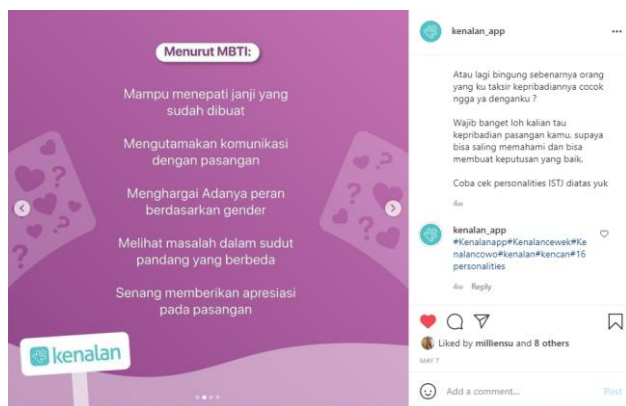 Menurut MBTI:
Mampu menepati janji yang
sudah dibuat
Mengutamakan komunikasi
dengan pasangan
Menghargai Adanya peran
berdasarkan gender
Melihat masalah dalam sudut
pandang yang berbeda
Senang memberikan apresiasi
pada pasangan
kenalan
kenalan_app
Atau lagi bingung sebenarnya orang
yang ku taksir kepribadiannya cocok
ngga ya denganku ?
Wajib banget loh kalian tau
kepribadian pasangan kamu, supaya
bisa saling memahami dan bisa
membuat keputusan yang baik.
Coba cek personalities ISTJ diatas yuk
4w
kenalan_app
#Kenalanapp#Kenalancewek#Ke
nalancowo#kenalan#kencan#16
personalities
4w Reply
Liked by milliensu and 8 others
MAY 7
Add a comment...
Post